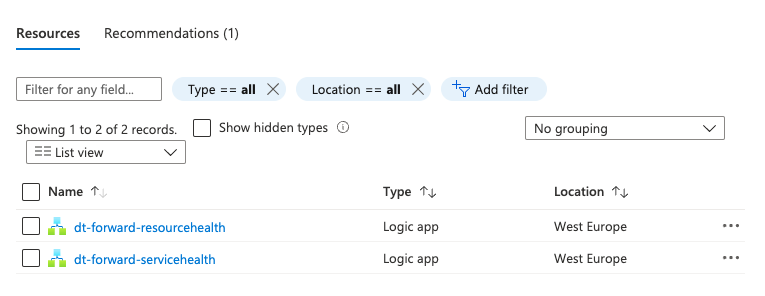 Resources Recommendations (1)
Filter for any field... Type == all Location == all Add filter
Showing 1 to 2 of 2 records. Show hidden types No grouping
List view
Name Type Location
dt-forward-resourcehealth Logic app West Europe ...
dt-forward-servicehealth Logic app West Europe ...